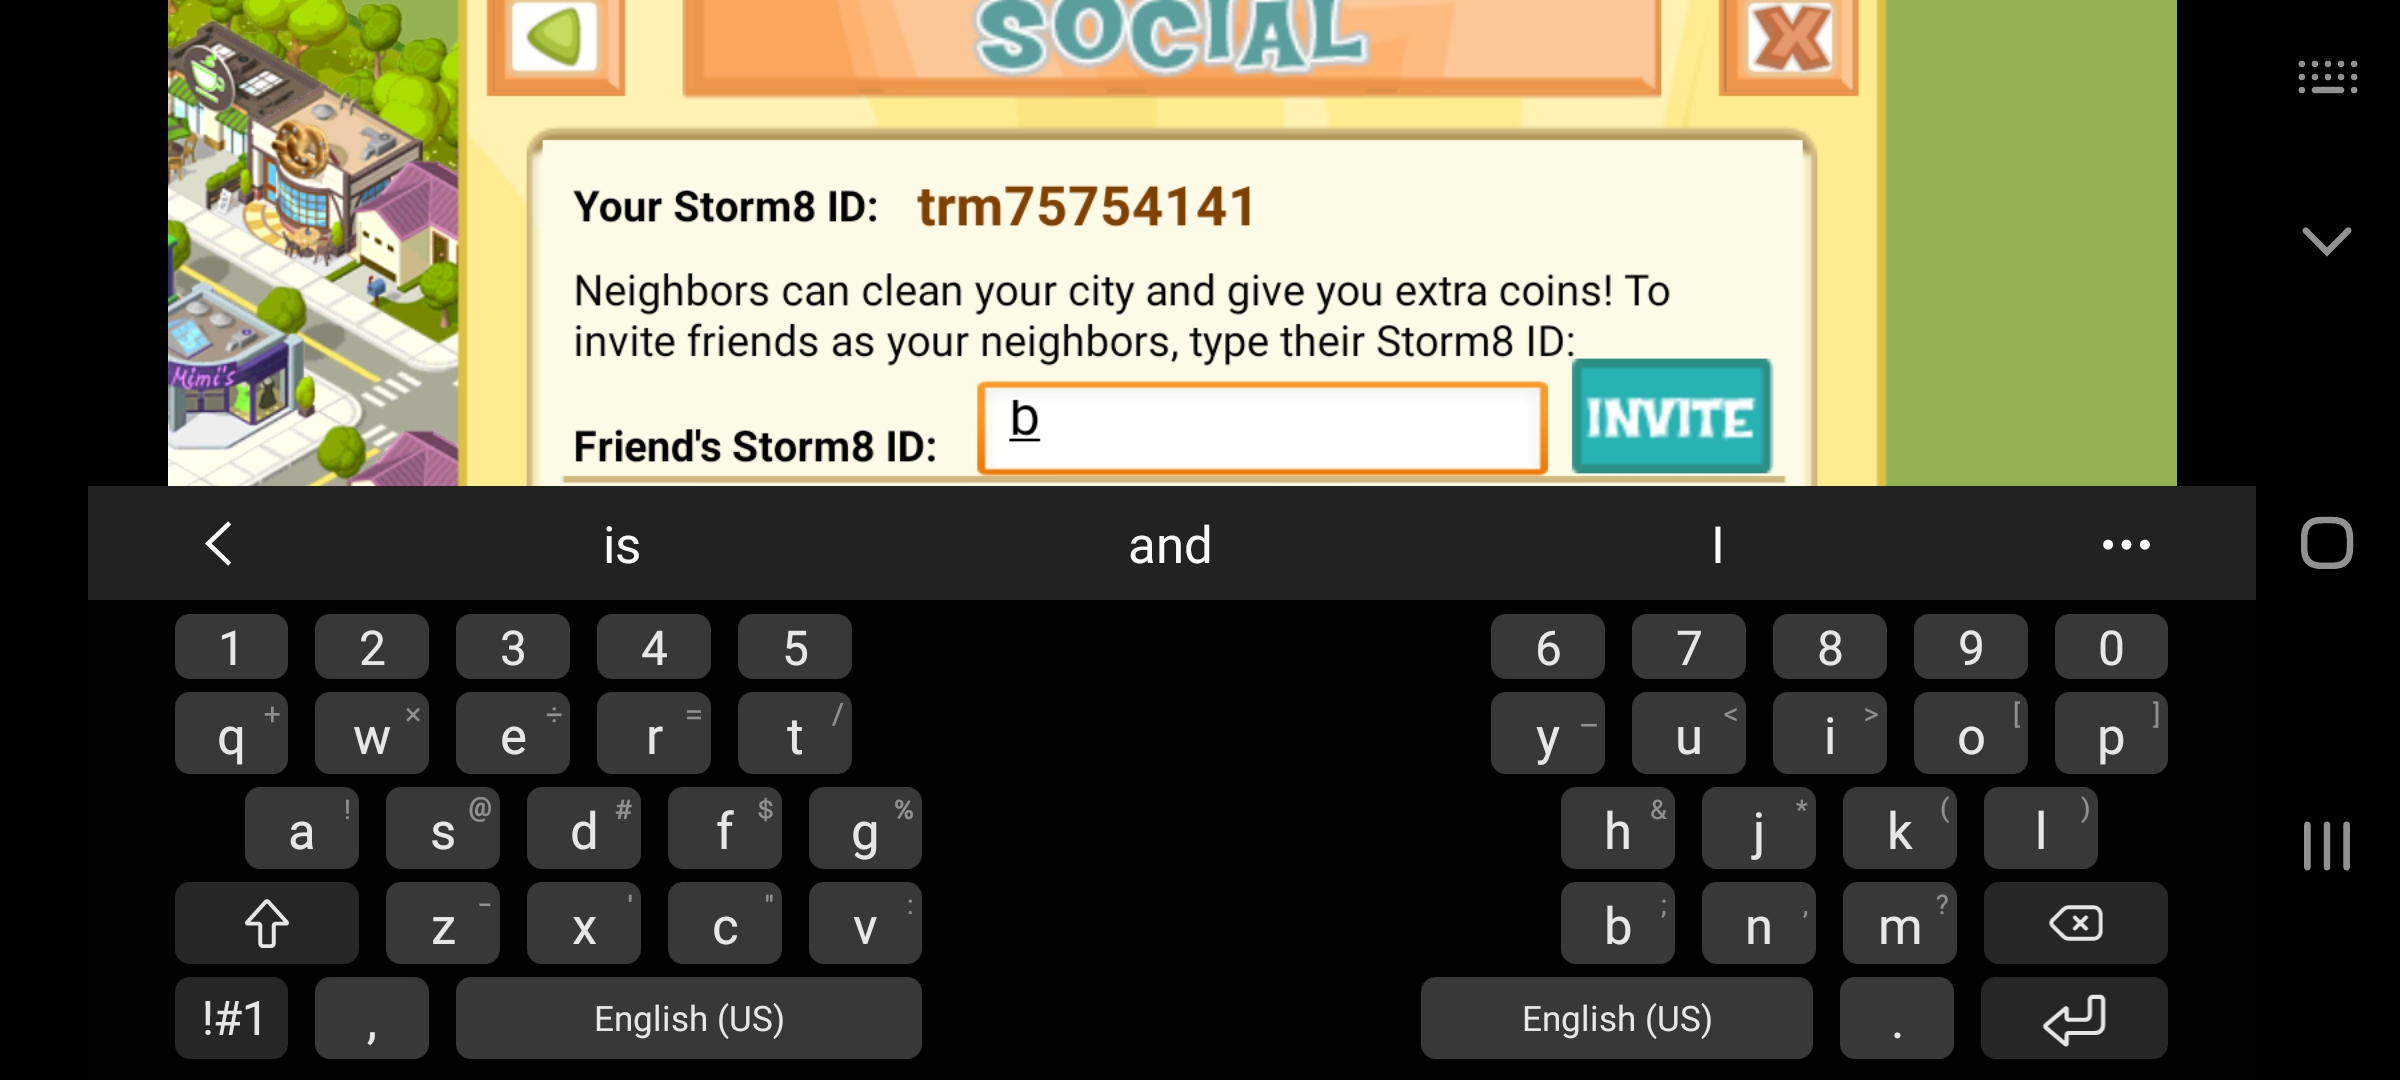 SOCIAL
X
Your Storm8 ID: trm75754141
Neighbors can clean your city and give you extra coins! To
invite friends as your neighbors, type their Storm8 ID:
Friend's Storm8 ID: b INVITE
Mimi's
is and I
1 2 3 4 5 6 7 8 9 0
q + w × e ÷ r = t / y _ u < i > o [ p ]
a ! s @ d # f $ g % h & j * k ( l )
z - x ' c " v : b ; n , m ?
!#1 , English (US) English (US) .